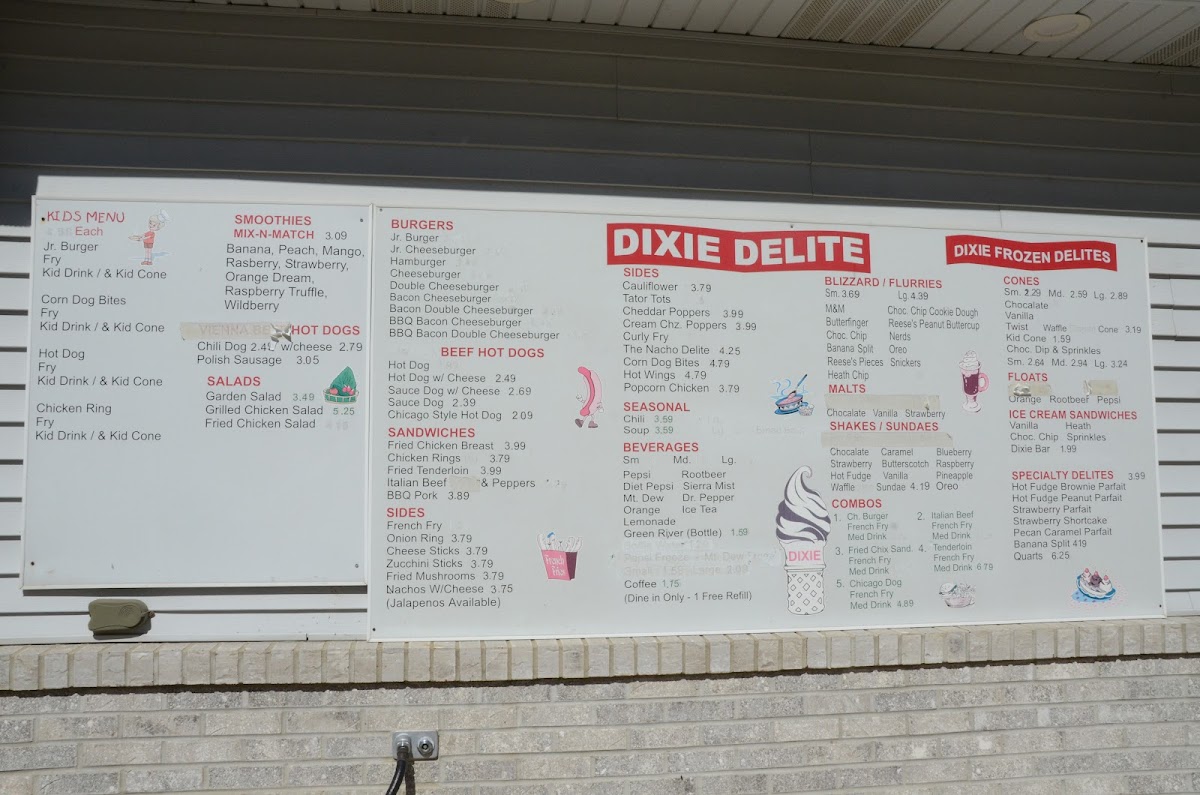 KIDS MENU
Each
Jr. Burger
Fry
Kid Drink / & Kid Cone
Corn Dog Bites
Fry
Kid Drink / & Kid Cone
Hot Dog
Fry
Kid Drink / & Kid Cone
Chicken Ring
Fry
Kid Drink / & Kid Cone
SMOOTHIES
MIX-N-MATCH 3.09
Banana, Peach, Mango,
Rasberry, Strawberry,
Orange Dream,
Raspberry Truffle,
Wildberry
VIENNA HOT DOGS
Chili Dog 2.49 w/cheese 2.79
Polish Sausage 3.05
SALADS
Garden Salad 3.49
Grilled Chicken Salad 5.25
Fried Chicken Salad
BURGERS
Jr. Burger
Jr. Cheeseburger
Hamburger
Cheeseburger
Double Cheeseburger
Bacon Cheeseburger
Bacon Double Cheeseburger
BBQ Bacon Cheeseburger
BBQ Bacon Double Cheeseburger
BEEF HOT DOGS
Hot Dog
Hot Dog w/ Cheese 2.49
Sauce Dog w/ Cheese 2.69
Sauce Dog 2.39
Chicago Style Hot Dog 2.09
SANDWICHES
Fried Chicken Breast 3.99
Chicken Rings 3.79
Fried Tenderloin 3.99
Italian Beef & Peppers
BBQ Pork 3.89
SIDES
French Fry
Onion Ring 3.79
Cheese Sticks 3.79
Zucchini Sticks 3.79
Fried Mushrooms 3.79
Nachos W/Cheese 3.75
(Jalapenos Available)
DIXIE DELITE
SIDES
Cauliflower 3.79
Tator Tots
Cheddar Poppers 3.99
Cream Chz. Poppers 3.99
Curly Fry
The Nacho Delite 4.25
Corn Dog Bites 4.79
Hot Wings 4.79
Popcorn Chicken 3.79
SEASONAL
Chili 3.59
Soup 3.59
BEVERAGES
Sm Md. Lg.
Pepsi Rootbeer
Diet Pepsi Sierra Mist
Mt. Dew Dr. Pepper
Orange Ice Tea
Lemonade
Green River (Bottle) 1.59
Coffee 1.15
(Dine in Only - 1 Free Refill)
BLIZZARD / FLURRIES
Sm. 3.69 Lg 4.39
M&M Choc. Chip Cookie Dough
Butterfinger Reese's Peanut Buttercup
Choc. Chip Nerds
Banana Split Oreo
Reese's Pieces Snickers
Heath Chip
MALTS
Chocolate Vanilla Strawberry
SHAKES / SUNDAES
Chocolate Caramel Blueberry
Strawberry Butterscotch Raspberry
Hot Fudge Vanilla Pineapple
Waffle Sundae 4.19 Oreo
COMBOS
1. Ch. Burger
French Fry
Med Drink
2. Italian Beef
French Fry
Med Drink
3. Fried Chix Sand.
French Fry
Med Drink
4. Tenderloin
French Fry
Med Drink 6.79
5. Chicago Dog
French Fry
Med Drink 4.89
DIXIE
DIXIE FROZEN DELITES
CONES
Sm. 2.29 Md. 2.59 Lg. 2.89
Chocalate
Vanilla
Twist Waffle Cone 3.19
Kid Cone 1.59
Choc. Dip & Sprinkles
Sm. 2.64 Md. 2.94 Lg. 3.24
FLOATS
Orange Rootbeer Pepsi
ICE CREAM SANDWICHES
Vanilla Heath
Choc. Chip Sprinkles
Dixie Bar 1.99
SPECIALTY DELITES 3.99
Hot Fudge Brownie Parfait
Hot Fudge Peanut Parfait
Strawberry Parfait
Strawberry Shortcake
Pecan Caramel Parfait
Banana Split 419
Quarts 6.25